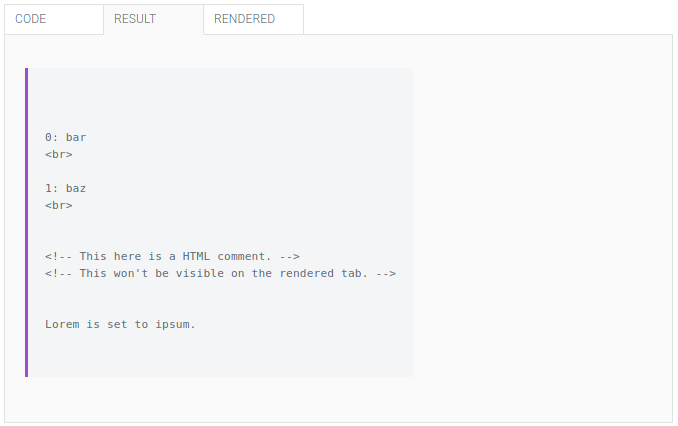 CODE
RESULT
RENDERED
0: bar
<br>
1: baz
<br>
<!-- This here is a HTML comment. -->
<!-- This won't be visible on the rendered tab. -->
Lorem is set to ipsum.